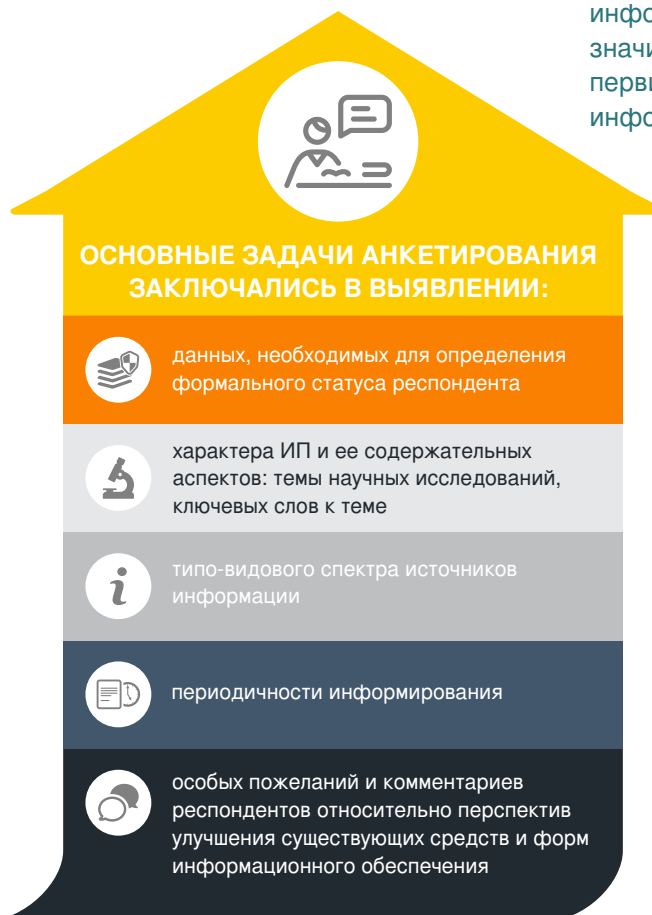 ОСНОВНЫЕ ЗАДАЧИ АНКЕТИРОВАНИЯ
ЗАКЛЮЧАЛИСЬ В ВЫЯВЛЕНИИ:
данных, необходимых для определения
формального статуса респондента
характера ИП и ее содержательных
аспектов: темы научных исследований,
ключевых слов к теме
типо-видового спектра источников
информации
периодичности информирования
особых пожеланий и комментариев
респондентов относительно перспектив
улучшения существующих средств и форм
информационного обеспечения